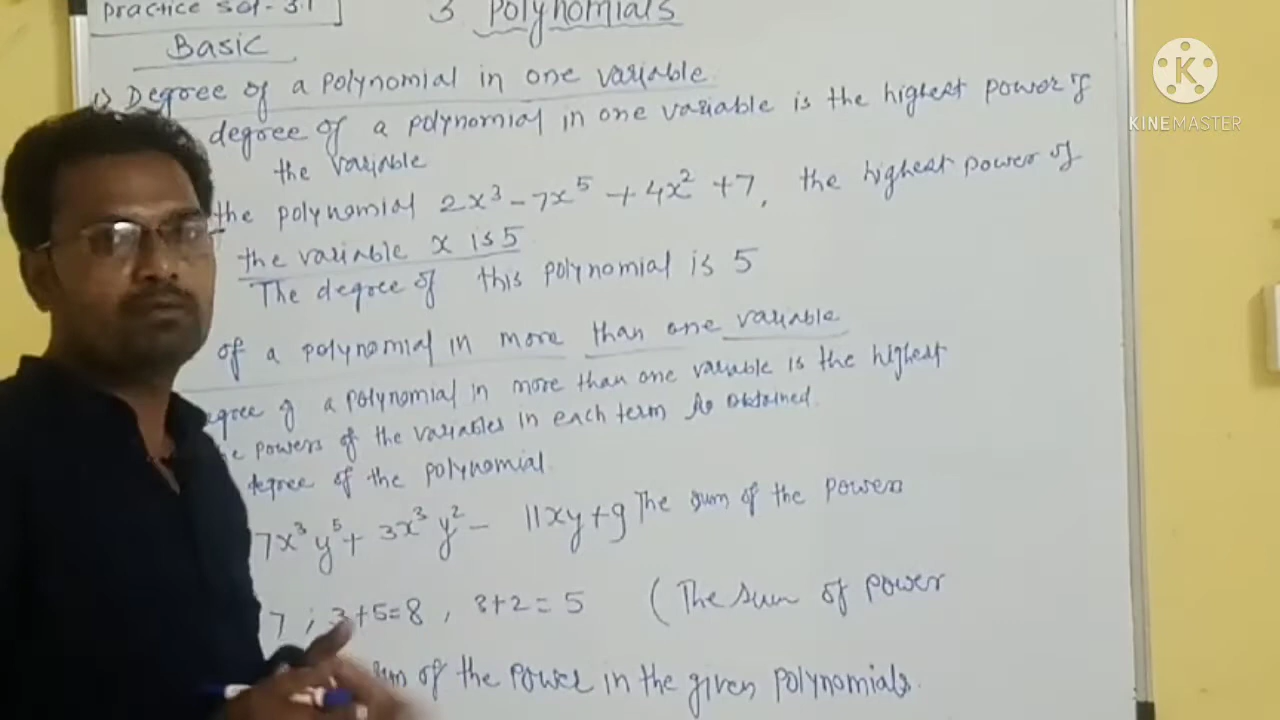 practice set-3.1
3 Polynomials
Basic
1) Degree of a polynomial in one variable
degree of a polynomial in one variable is the highest power of
the variable
the polynomial 2x³ - 7x⁵ + 4x² + 7, the highest power of
the variable x is 5
The degree of this polynomial is 5
of a polynomial in more than one variable
egree of a polynomial in more than one variable is the highest
powers of the variables in each term is obtained.
degree of the polynomial.
7x³y⁵ + 3x³y² - 11xy + 9 The sum of the powers
7 ; 3+5=8 , 3+2 = 5 (The sum of power
sum of the power in the given polynomials.
K
KINEMASTER